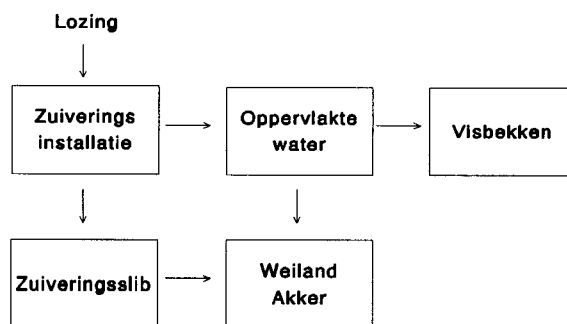 Lozing
Zuiverings
installatie
Oppervlakte
water
Visbekken
Zuiveringsslib
Weiland
Akker